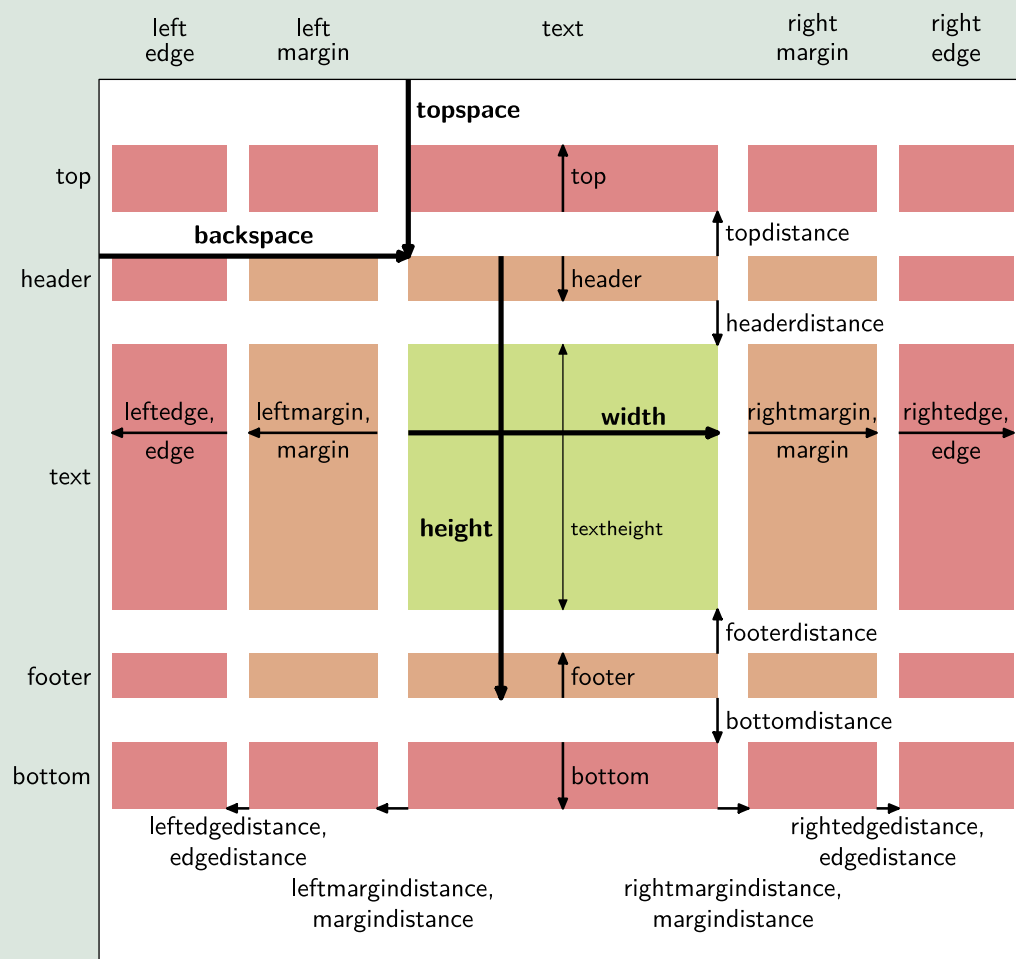 left
edge
left
margin
text
right
margin
right
edge
topspace
top
top
backspace
topdistance
header
header
headerdistance
leftedge,
edge
leftmargin,
margin
width
rightmargin,
margin
rightedge,
edge
text
height
textheight
footerdistance
footer
footer
bottomdistance
bottom
bottom
leftedgedistance,
edgedistance
rightedgedistance,
edgedistance
leftmargindistance,
margindistance
rightmargindistance,
margindistance